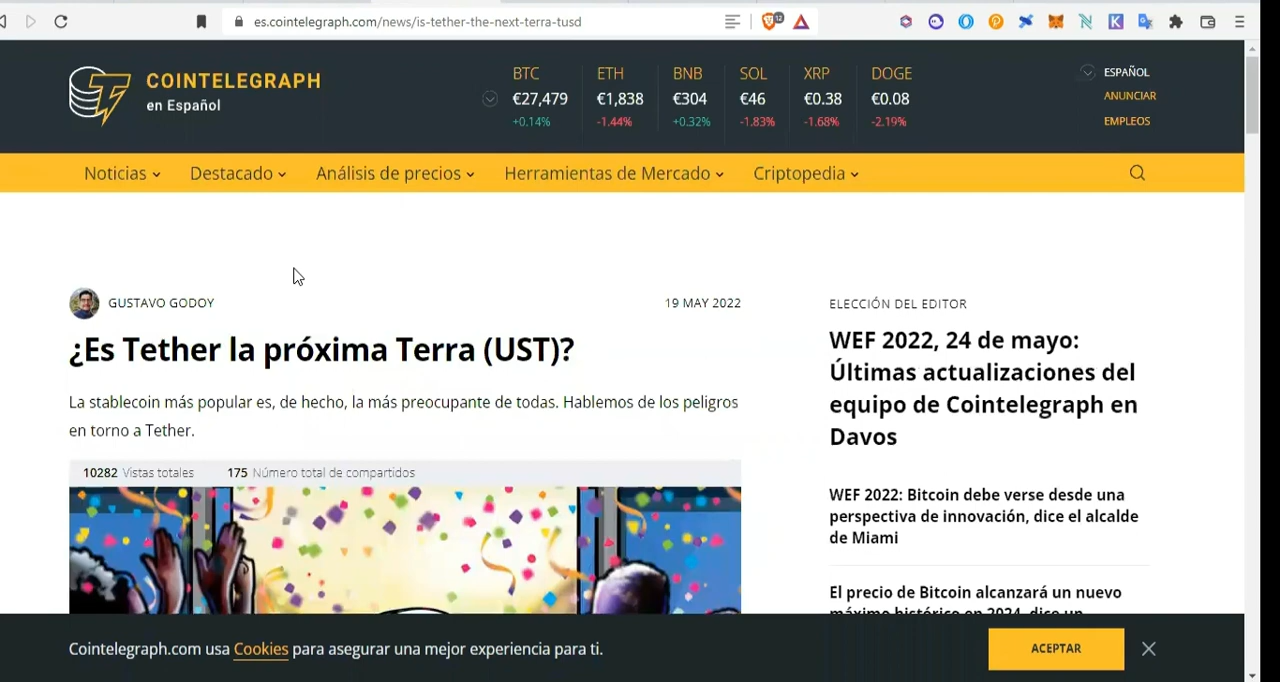 es.cointelegraph.com/news/is-tether-the-next-terra-tusd
12
COINTELEGRAPH
en Español
BTC ETH BNB SOL XRP DOGE
€27,479 €1,838 €304 €46 €0.38 €0.08
+0.14% -1.44% +0.32% -1.83% -1.68% -2.19%
ESPAÑOL
ANUNCIAR
EMPLEOS
Noticias Destacado Análisis de precios Herramientas de Mercado Criptopedia
GUSTAVO GODOY
19 MAY 2022
¿Es Tether la próxima Terra (UST)?
La stablecoin más popular es, de hecho, la más preocupante de todas. Hablemos de los peligros
en torno a Tether.
10282 Vistas totales 175 Número total de compartidos
ELECCIÓN DEL EDITOR
WEF 2022, 24 de mayo:
Últimas actualizaciones del
equipo de Cointelegraph en
Davos
WEF 2022: Bitcoin debe verse desde una
perspectiva de innovación, dice el alcalde
de Miami
El precio de Bitcoin alcanzará un nuevo
máximo histórico en 2024, dice un
Cointelegraph.com usa Cookies para asegurar una mejor experiencia para ti.
ACEPTAR